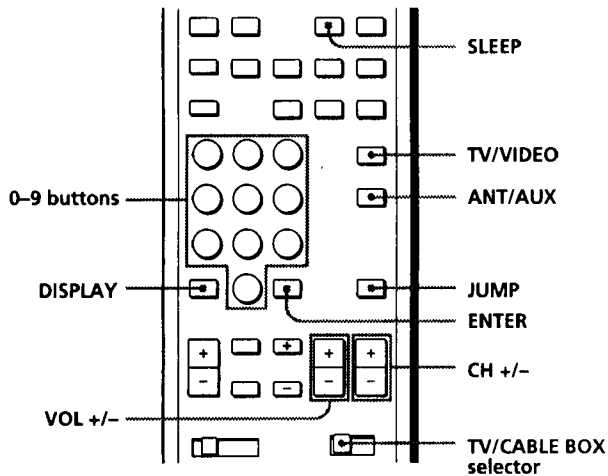 SLEEP
TV/VIDEO
0–9 buttons
ANT/AUX
DISPLAY
JUMP
ENTER
+
+
+
+
CH +/–
–
–
–
–
VOL +/–
TV/CABLE BOX
selector